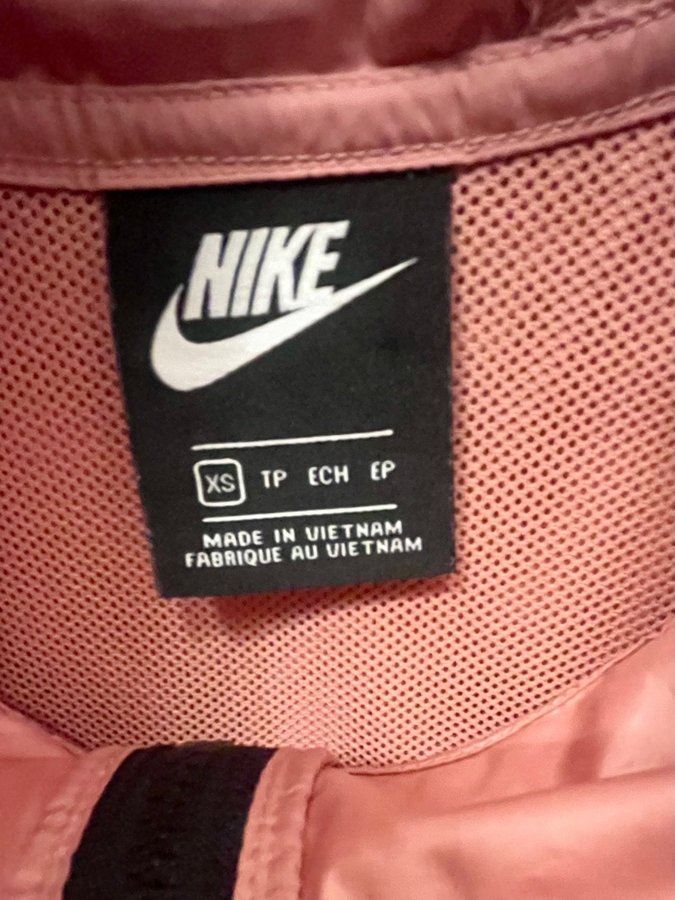 NIKE
XS TP ECH EP
MADE IN VIETNAM
FABRIQUE AU VIETNAM